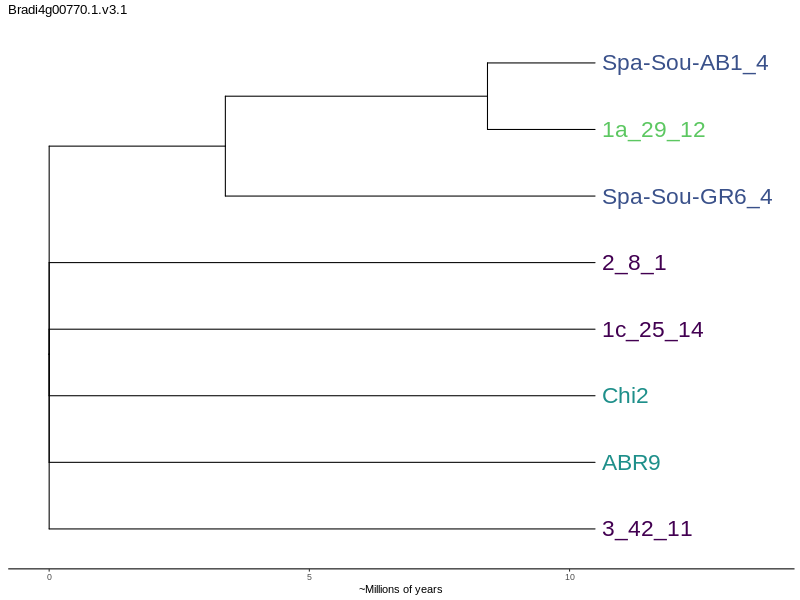 Bradi4g00770.1.v3.1
Spa-Sou-AB1_4
1a_29_12
Spa-Sou-GR6_4
2_8_1
1c_25_14
Chi2
ABR9
3_42_11
0 5 10
~Millions of years